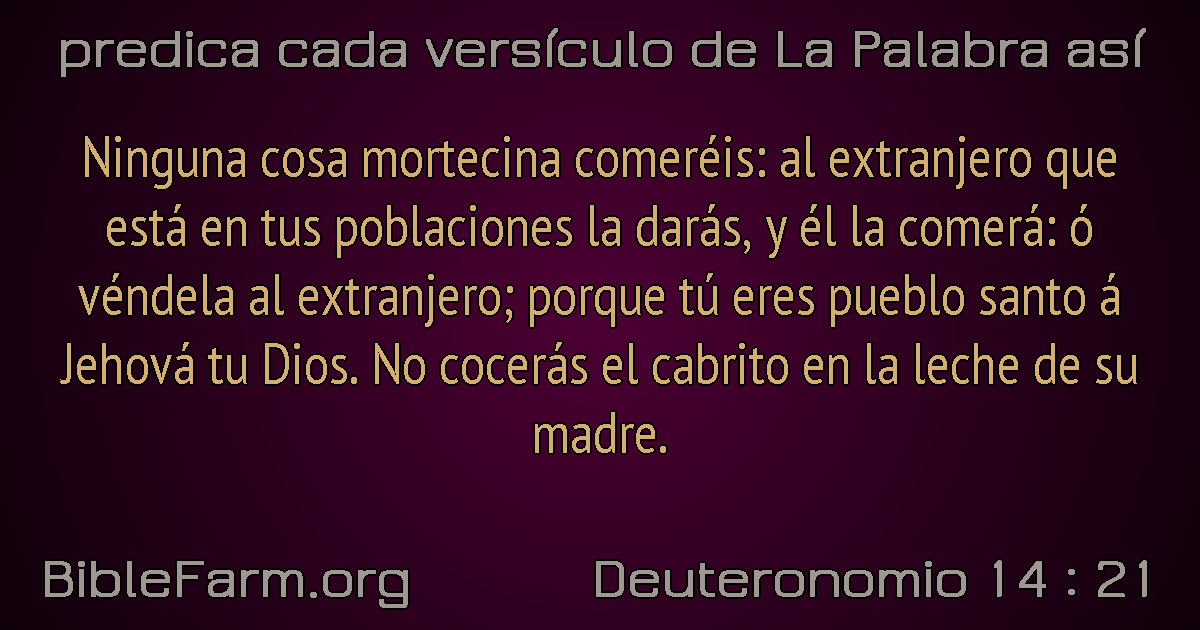 predica cada versículo de La Palabra así
Ninguna cosa mortecina comeréis: al extranjero que
está en tus poblaciones la darás, y él la comerá: ó
véndela al extranjero; porque tú eres pueblo santo á
Jehová tu Dios. No cocerás el cabrito en la leche de su
madre.
BibleFarm.org
Deuteronomio 14 : 21